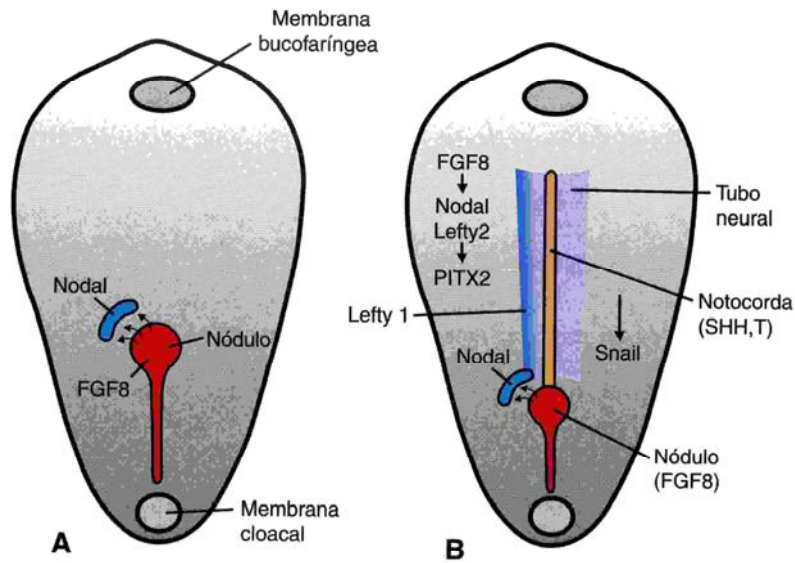 Membrana
bucofaríngea
Nodal
Nódulo
FGF8
Membrana
cloacal
A
FGF8
Nodal
Lefty2
PITX2
Tubo
neural
Lefty 1
Notocorda
(SHH,T)
Snail
Nodal
Nódulo
(FGF8)
B